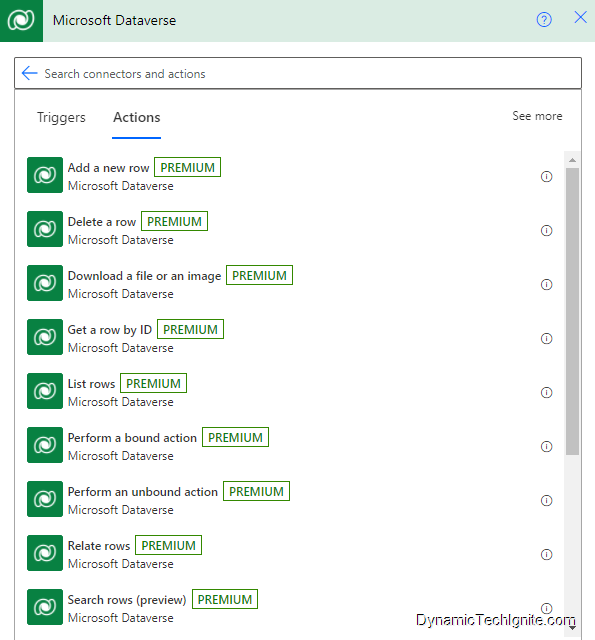 Microsoft Dataverse
Search connectors and actions
Triggers Actions See more
Add a new row PREMIUM
Microsoft Dataverse
Delete a row PREMIUM
Microsoft Dataverse
Download a file or an image PREMIUM
Microsoft Dataverse
Get a row by ID PREMIUM
Microsoft Dataverse
List rows PREMIUM
Microsoft Dataverse
Perform a bound action PREMIUM
Microsoft Dataverse
Perform an unbound action PREMIUM
Microsoft Dataverse
Relate rows PREMIUM
Microsoft Dataverse
Search rows (preview) PREMIUM
Microsoft Dataverse
DynamicTechIgnite.com